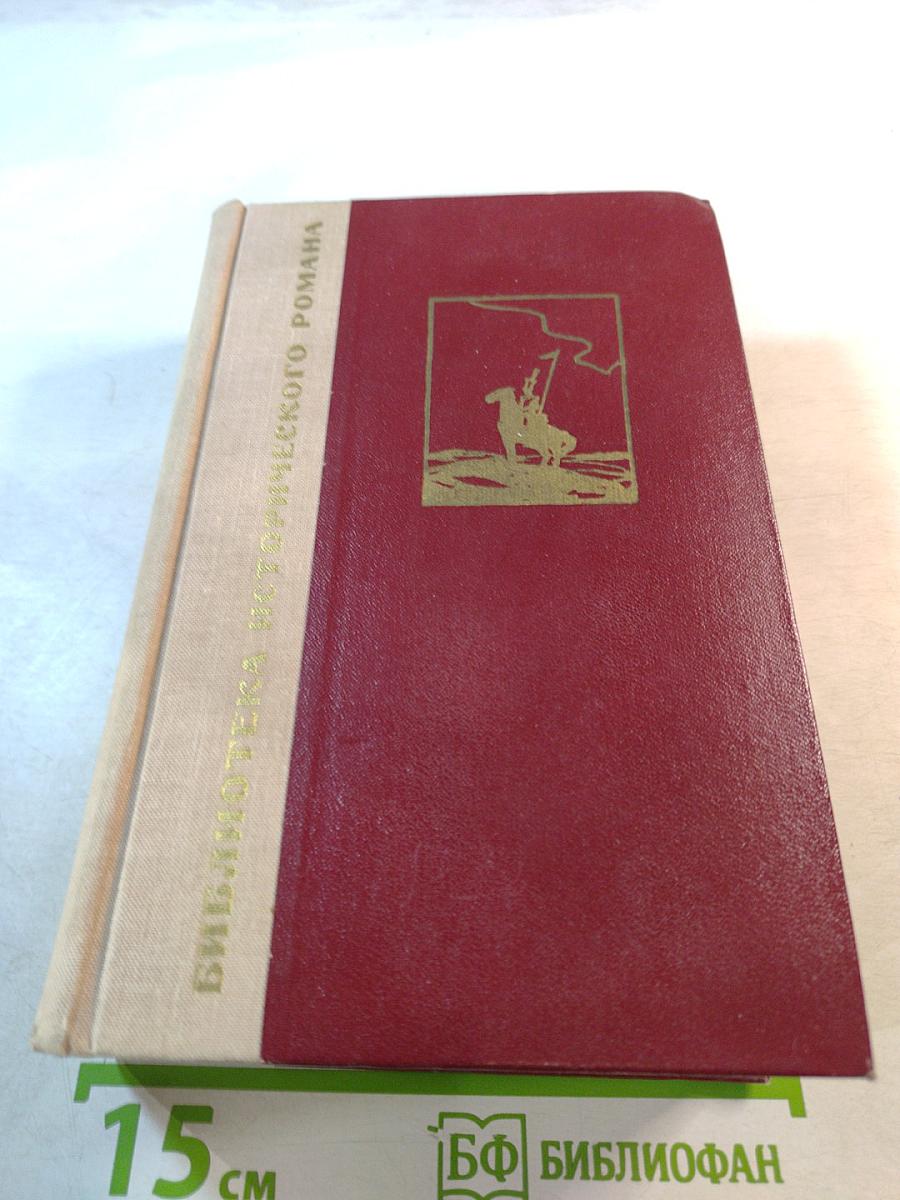 БИБЛИОТЕКА ИСТОРИЧЕСКОГО РОМАНА
15 см
БФ БИБЛИОФАН